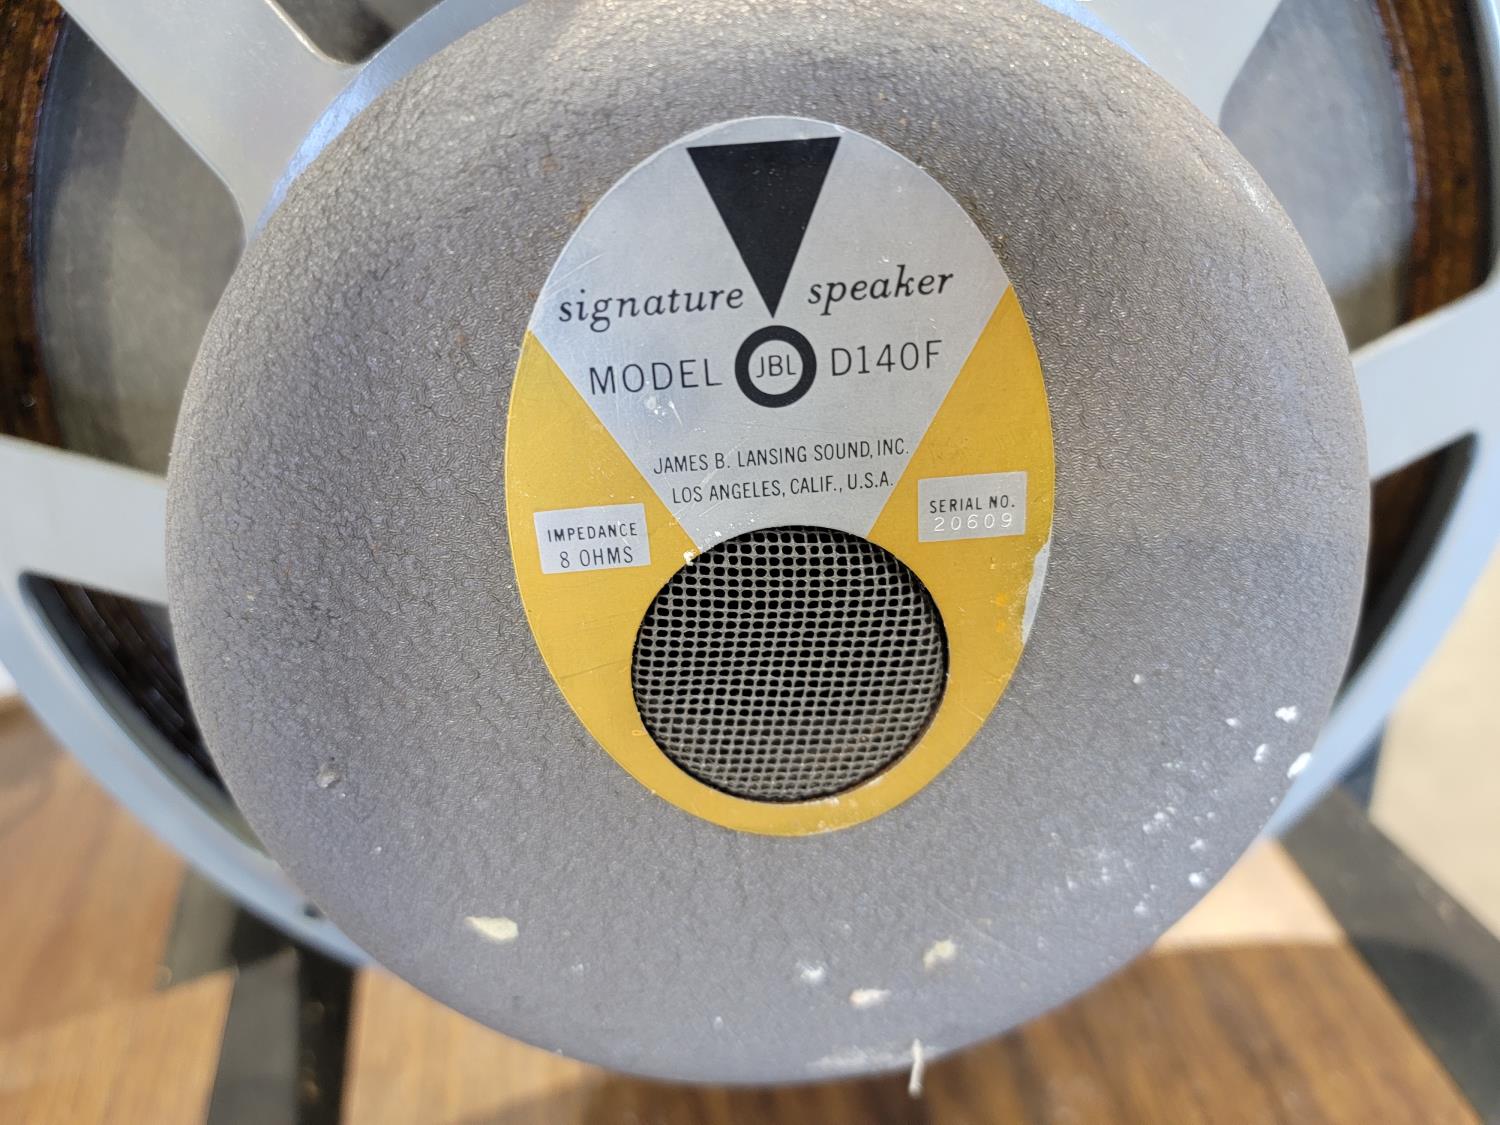 signature speaker
MODEL JBL D140F
JAMES B. LANSING SOUND, INC.
LOS ANGELES, CALIF., U.S.A.
IMPEDANCE
8 OHMS
SERIAL NO.
20609